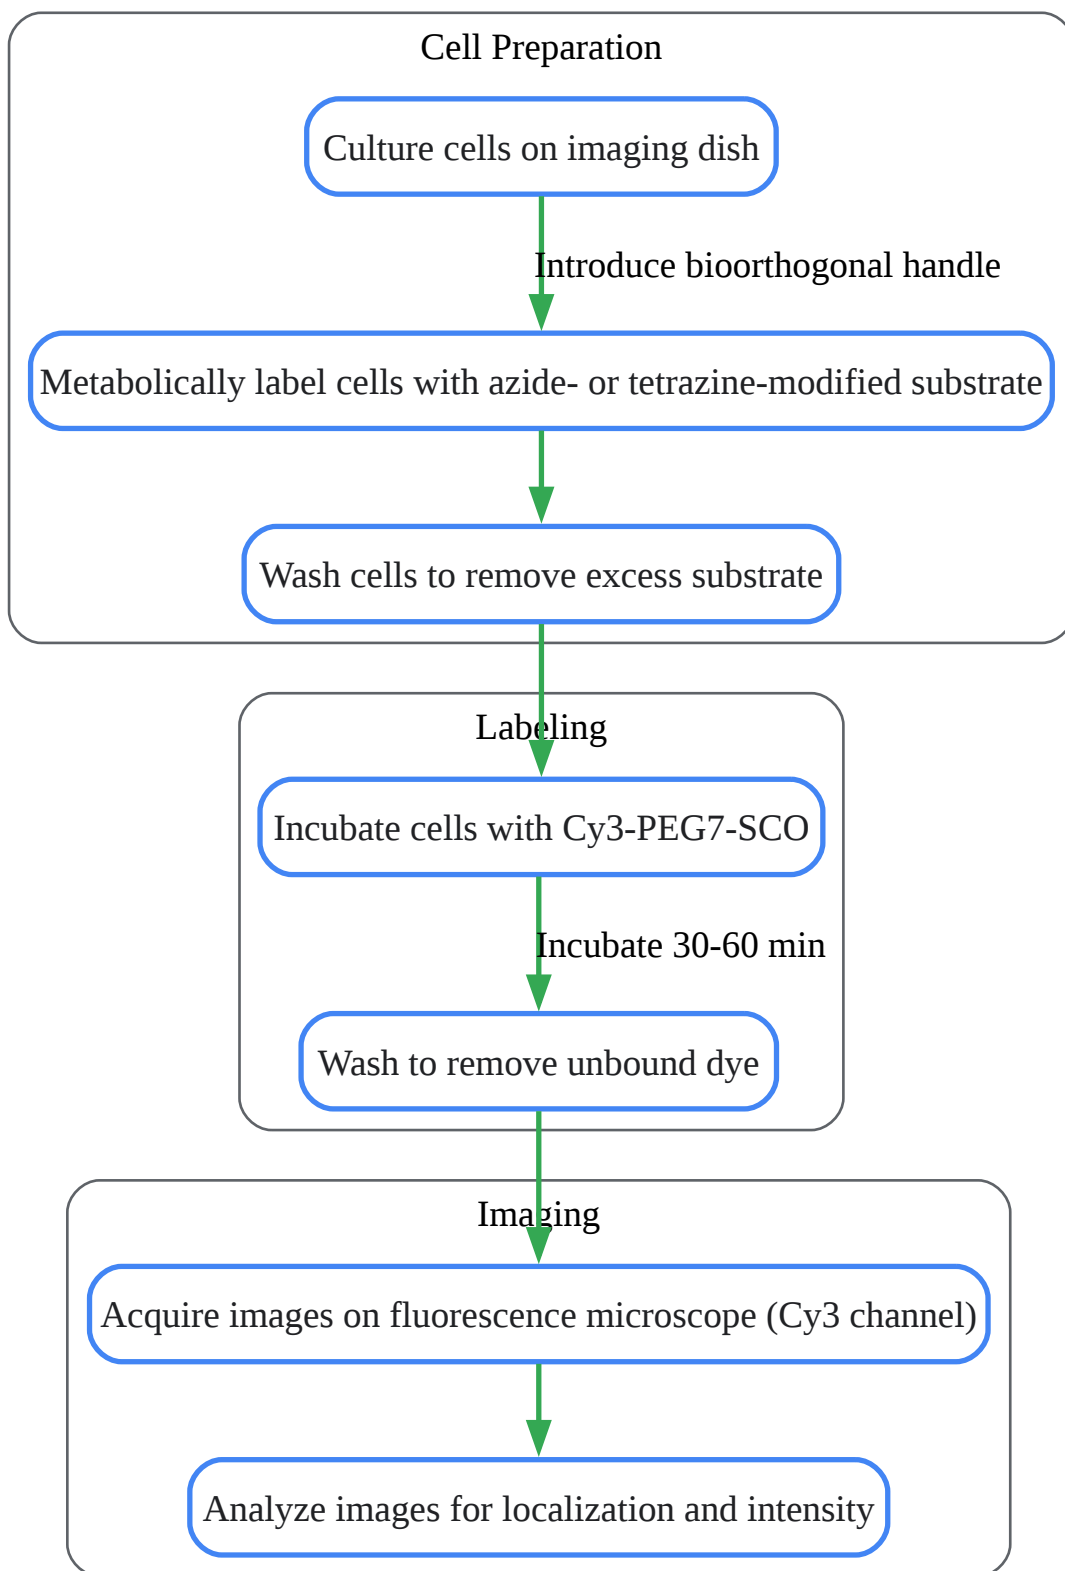 Cell Preparation
Culture cells on imaging dish
Introduce bioorthogonal handle
Metabolically label cells with azide- or tetrazine-modified substrate
Wash cells to remove excess substrate
Labeling
Incubate cells with Cy3-PEG7-SCO
Incubate 30-60 min
Wash to remove unbound dye
Imaging
Acquire images on fluorescence microscope (Cy3 channel)
Analyze images for localization and intensity